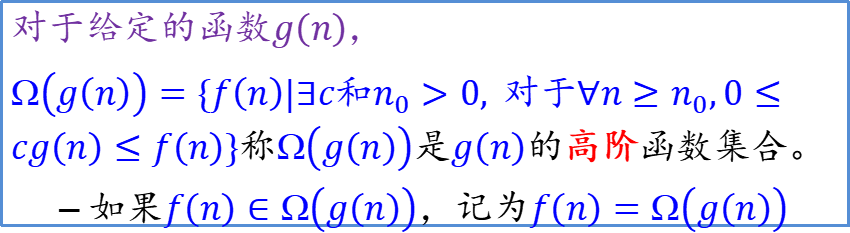 对于给定的函数g(n),
Ω(g(n)) = {f(n)|∃c和n₀ > 0, 对于∀n ≥ n₀, 0 ≤
cg(n) ≤ f(n)}称Ω(g(n))是g(n)的高阶函数集合。
– 如果f(n) ∈ Ω(g(n)),记为f(n) = Ω(g(n))